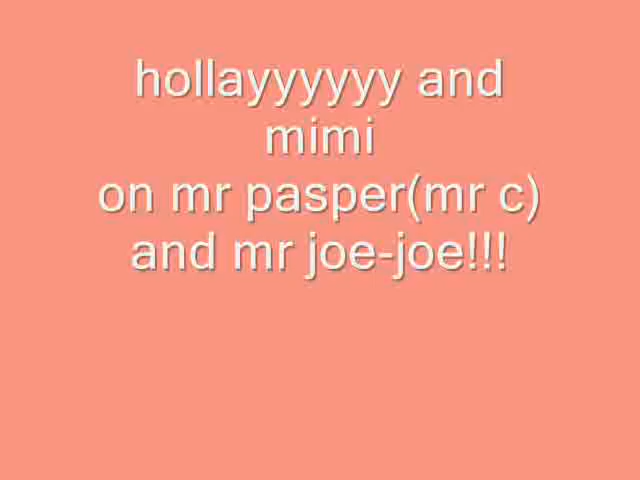 hollayyyyyy and
mimi
on mr pasper(mr c)
and mr joe-joe!!!